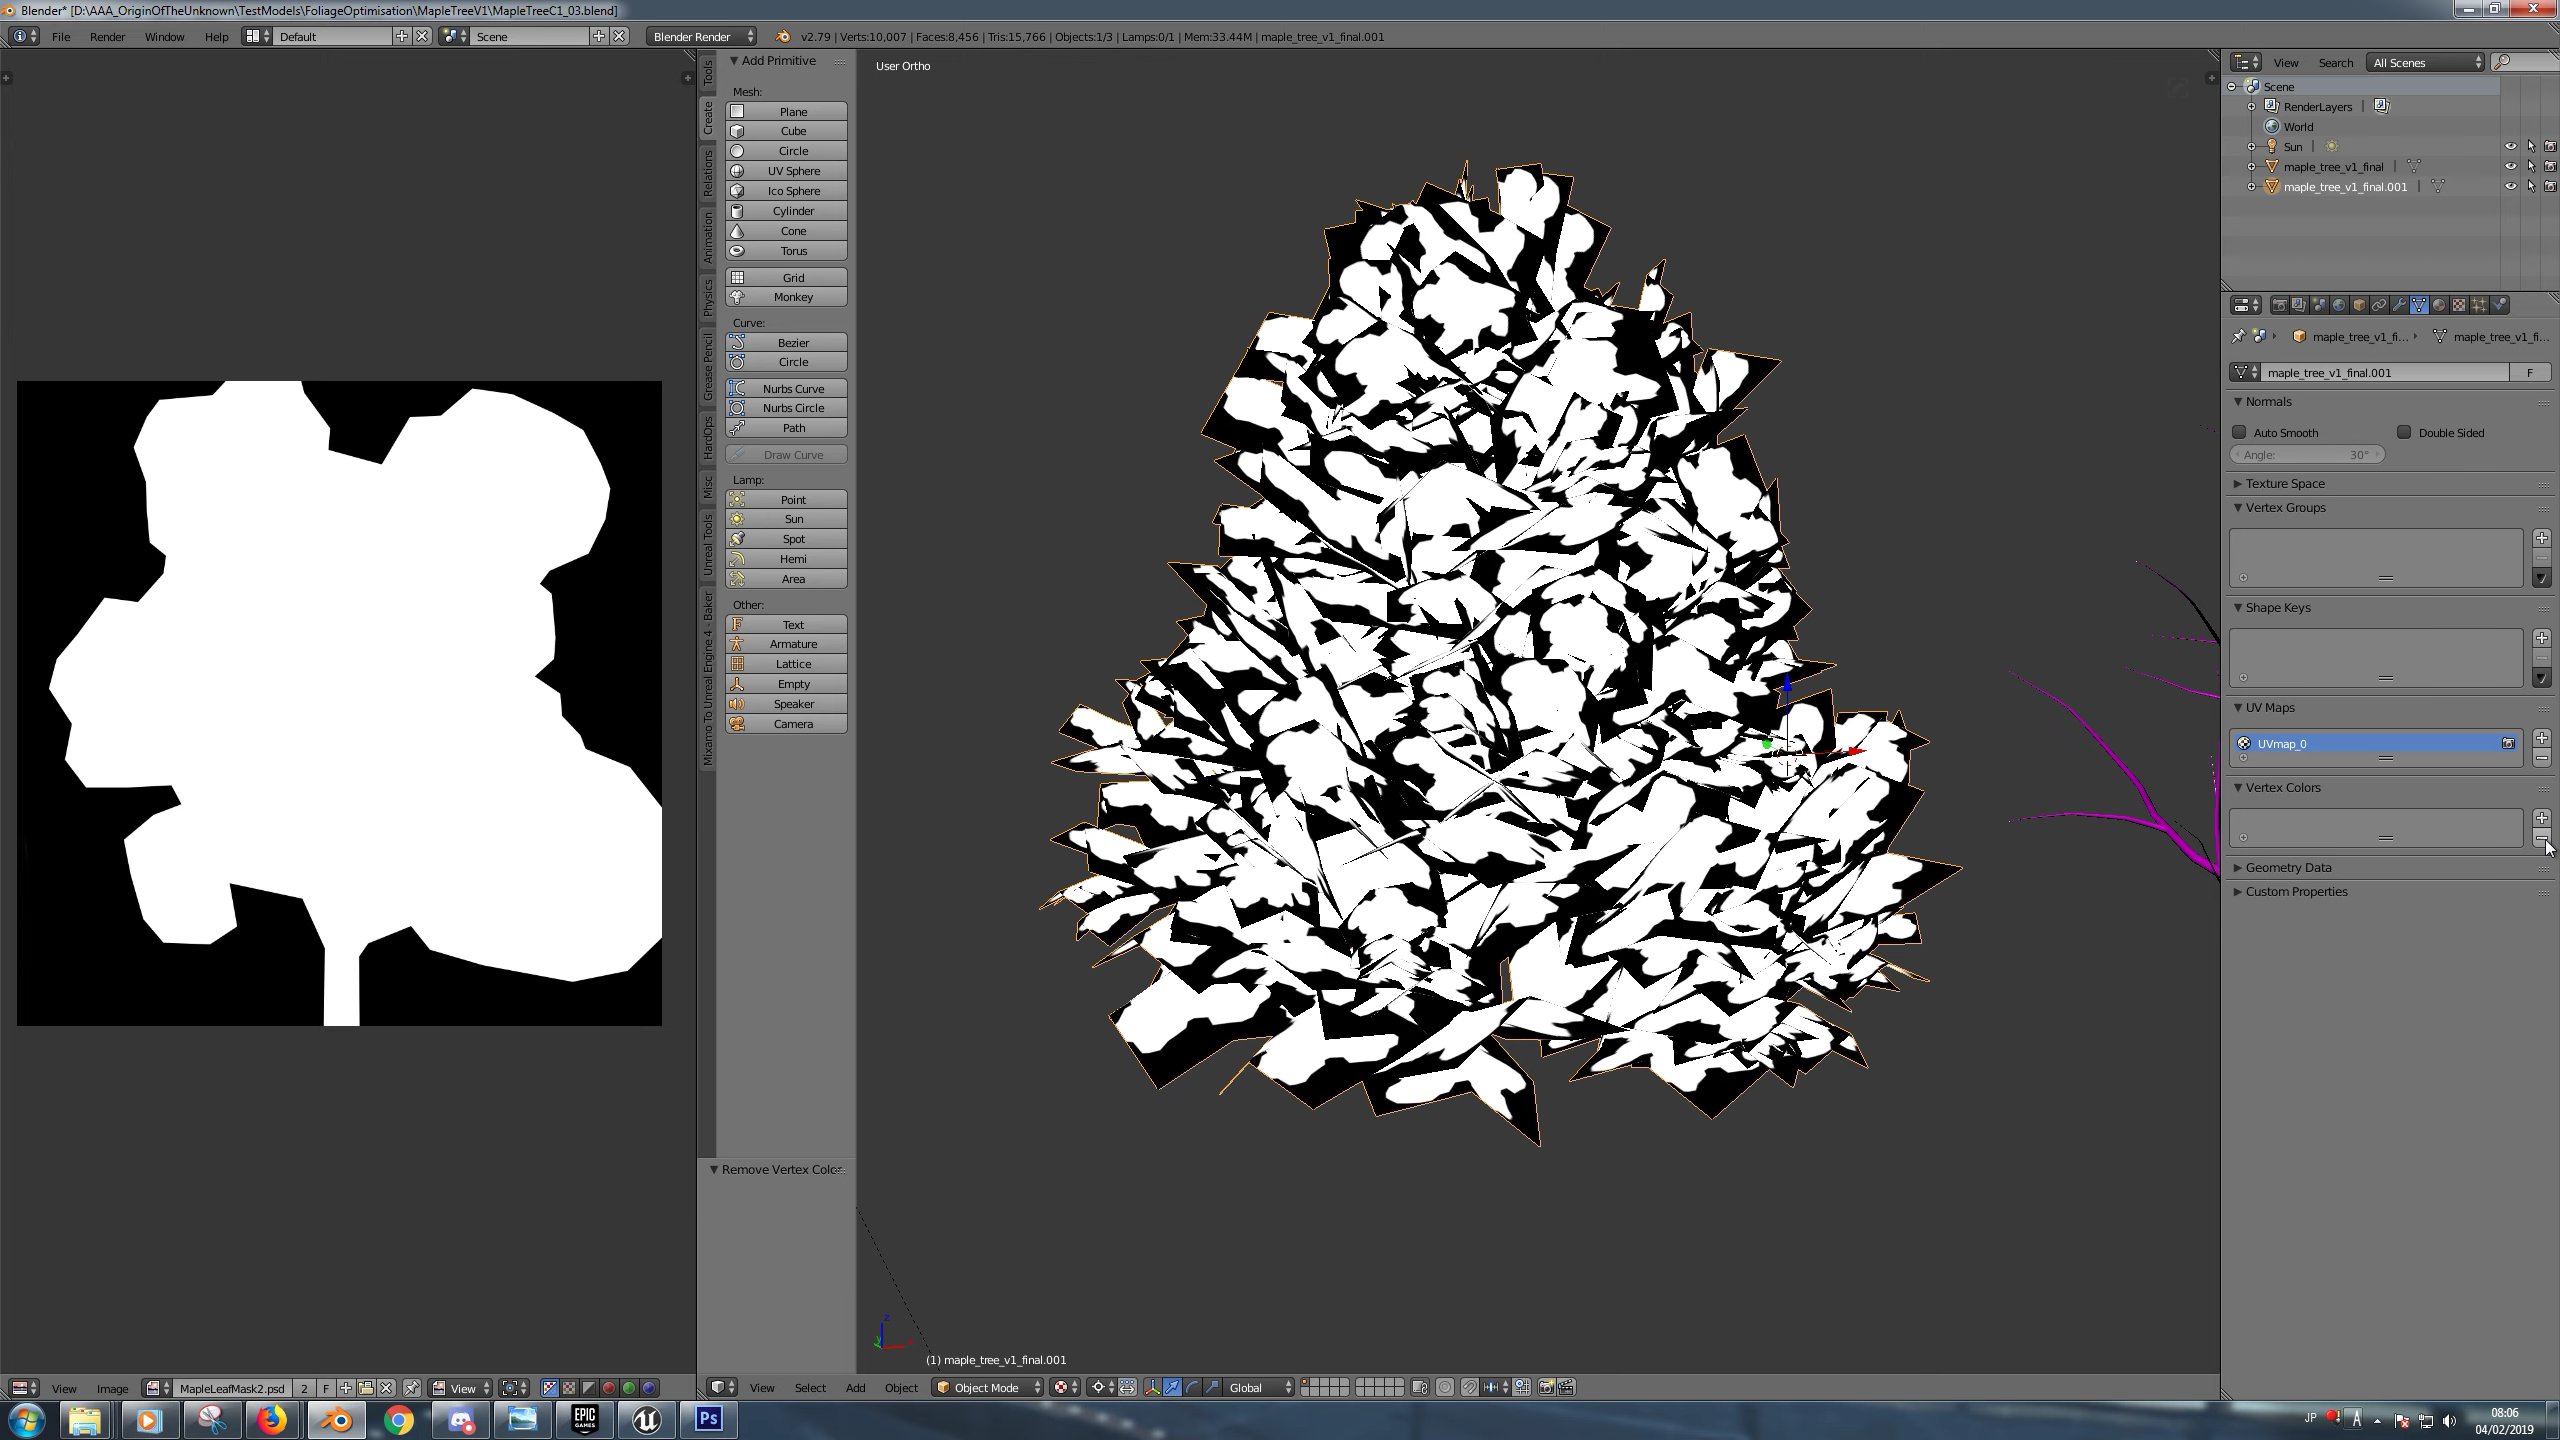 Blender* [D:\AAA_OriginOfTheUnknown\TestModels\FoliageOptimisation\MapleTreeV1\MapleTreeC1_03.blend]
File Render Window Help Default Scene Blender Render v2.79 | Verts:10,007 | Faces:8,456 | Tris:15,766 | Objects:1/3 | Lamps:0/1 | Mem:33.44M | maple_tree_v1_final.001
Tools
Create
Relations
Animation
Physics
Grease Pencil
HardOps
Misc
Unreal Tools
Mixamo To Unreal Engine 4 - Baker
Add Primitive
Mesh:
Plane
Cube
Circle
UV Sphere
Ico Sphere
Cylinder
Cone
Torus
Grid
Monkey
Curve:
Bezier
Circle
Nurbs Curve
Nurbs Circle
Path
Draw Curve
Lamp:
Point
Sun
Spot
Hemi
Area
Other:
Text
Armature
Lattice
Empty
Speaker
Camera
Remove Vertex Color
User Ortho
(1) maple_tree_v1_final.001
View Search All Scenes
Scene
RenderLayers
World
Sun
maple_tree_v1_final
maple_tree_v1_final.001
maple_tree_v1_fi... maple_tree_v1_fi...
maple_tree_v1_final.001 F
Normals
Auto Smooth Double Sided
Angle: 30°
Texture Space
Vertex Groups
Shape Keys
UV Maps
UVmap_0
Vertex Colors
Geometry Data
Custom Properties
View Image MapleLeafMask2.psd 2 F View
View Select Add Object Object Mode Global
EPIC GAMES
Ps
JP A
08:06
04/02/2019